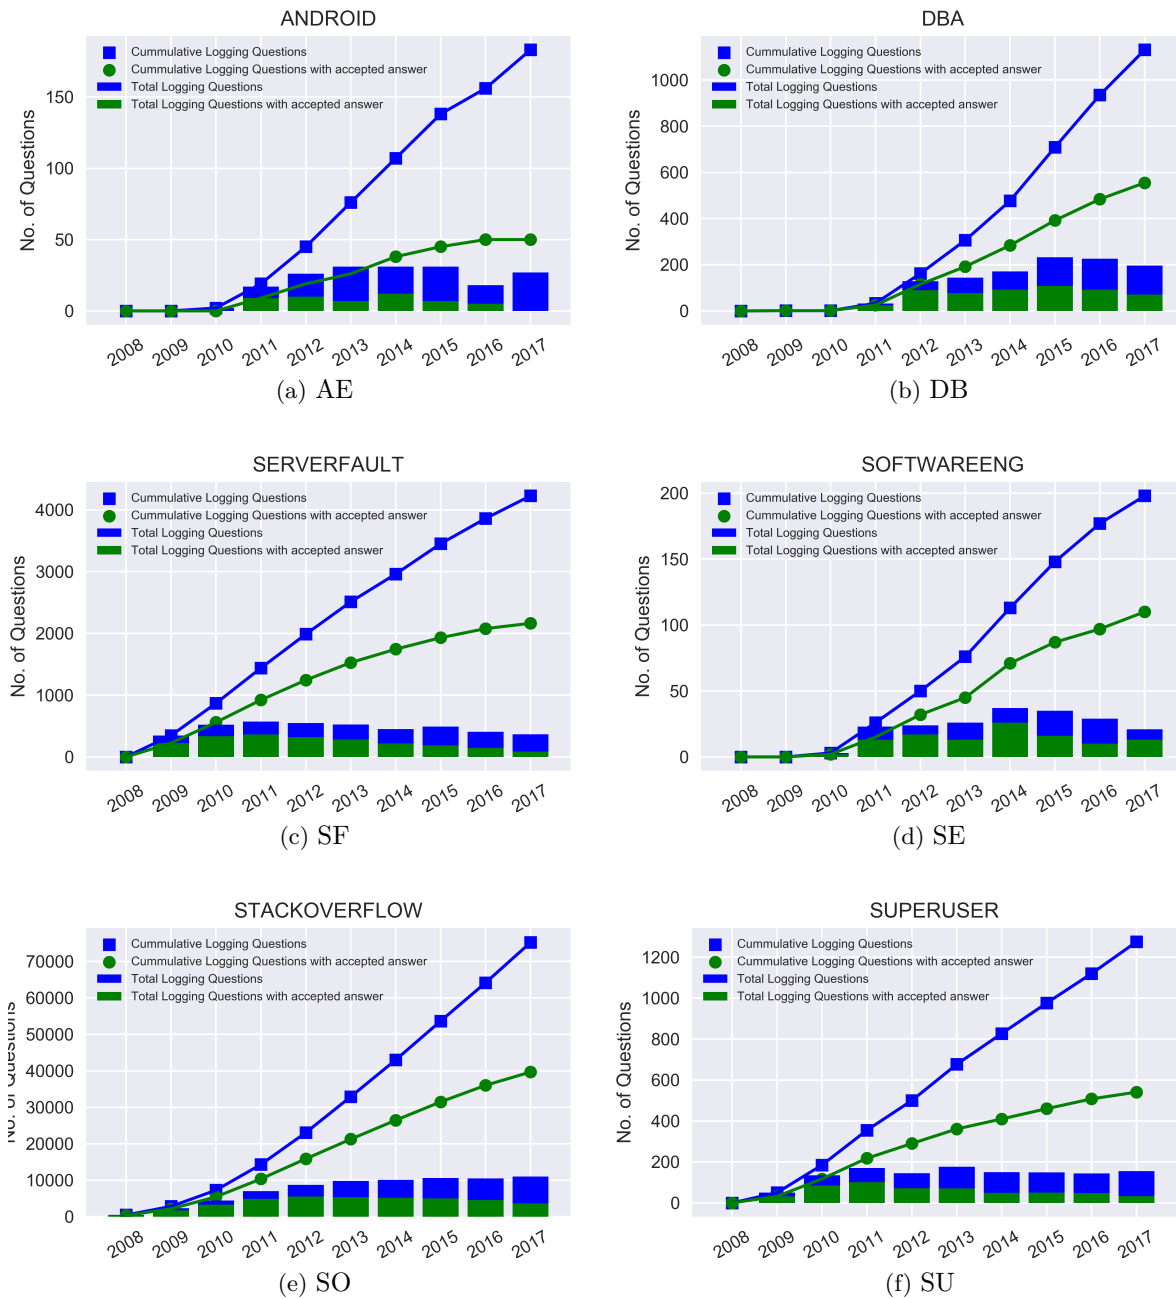 ANDROID
Cummulative Logging Questions
Cummulative Logging Questions with accepted answer
Total Logging Questions
Total Logging Questions with accepted answer
No. of Questions
150
100
50
0
2008 2009 2010 2011 2012 2013 2014 2015 2016 2017
(a) AE
DBA
Cummulative Logging Questions
Cummulative Logging Questions with accepted answer
Total Logging Questions
Total Logging Questions with accepted answer
No. of Questions
1000
800
600
400
200
0
2008 2009 2010 2011 2012 2013 2014 2015 2016 2017
(b) DB
SERVERFAULT
Cummulative Logging Questions
Cummulative Logging Questions with accepted answer
Total Logging Questions
Total Logging Questions with accepted answer
No. of Questions
4000
3000
2000
1000
0
2008 2009 2010 2011 2012 2013 2014 2015 2016 2017
(c) SF
SOFTWAREENG
Cummulative Logging Questions
Cummulative Logging Questions with accepted answer
Total Logging Questions
Total Logging Questions with accepted answer
No. of Questions
200
150
100
50
0
2008 2009 2010 2011 2012 2013 2014 2015 2016 2017
(d) SE
STACKOVERFLOW
Cummulative Logging Questions
Cummulative Logging Questions with accepted answer
Total Logging Questions
Total Logging Questions with accepted answer
No. of Questions
70000
60000
50000
40000
30000
20000
10000
0
2008 2009 2010 2011 2012 2013 2014 2015 2016 2017
(e) SO
SUPERUSER
Cummulative Logging Questions
Cummulative Logging Questions with accepted answer
Total Logging Questions
Total Logging Questions with accepted answer
No. of Questions
1200
1000
800
600
400
200
0
2008 2009 2010 2011 2012 2013 2014 2015 2016 2017
(f) SU